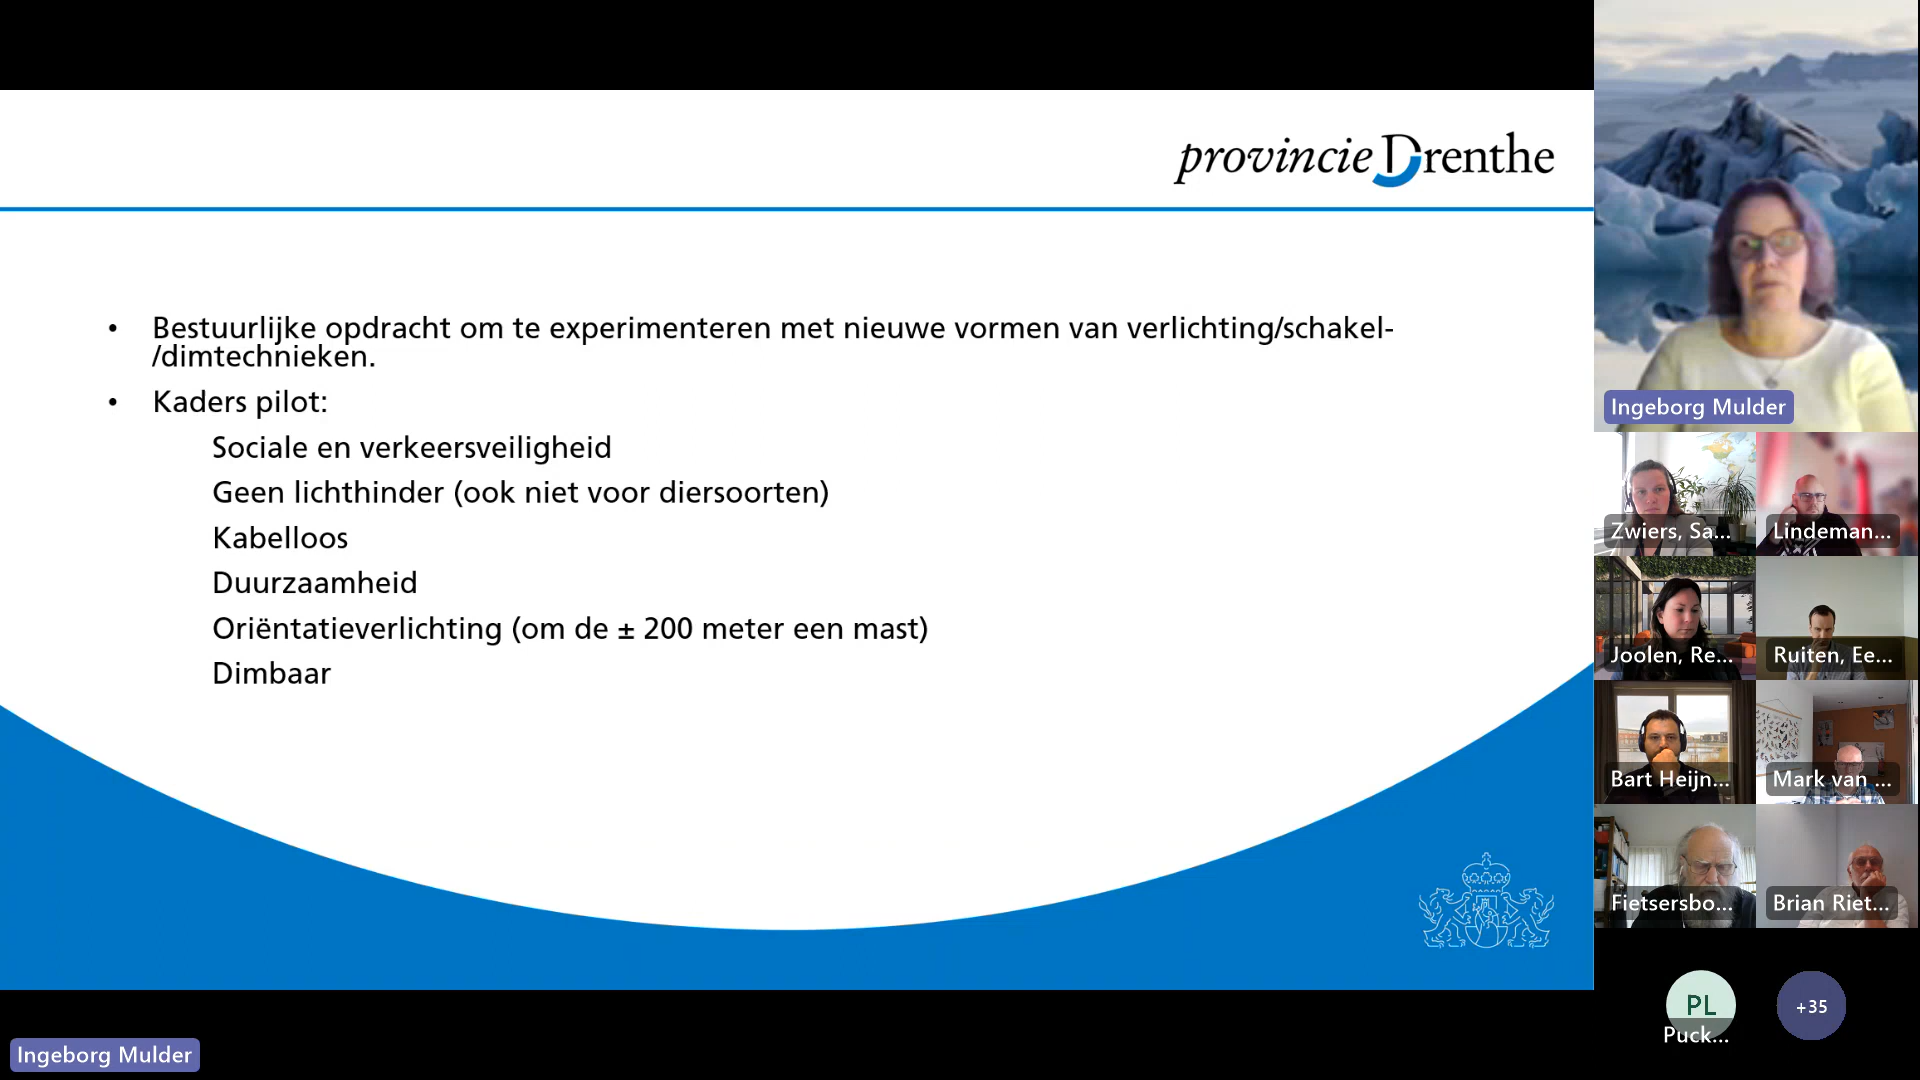 provincie Drenthe
• Bestuurlijke opdracht om te experimenteren met nieuwe vormen van verlichting/schakel-
/dimtechnieken.
• Kaders pilot:
Sociale en verkeersveiligheid
Geen lichthinder (ook niet voor diersoorten)
Kabelloos
Duurzaamheid
Oriëntatieverlichting (om de ± 200 meter een mast)
Dimbaar
Ingeborg Mulder
Zwiers, Sa...
Lindeman...
Joolen, Re...
Ruiten, Ee...
Bart Heijn...
Mark van ...
Fietsersbo...
Brian Riet...
PL
Puck...
+35
Ingeborg Mulder